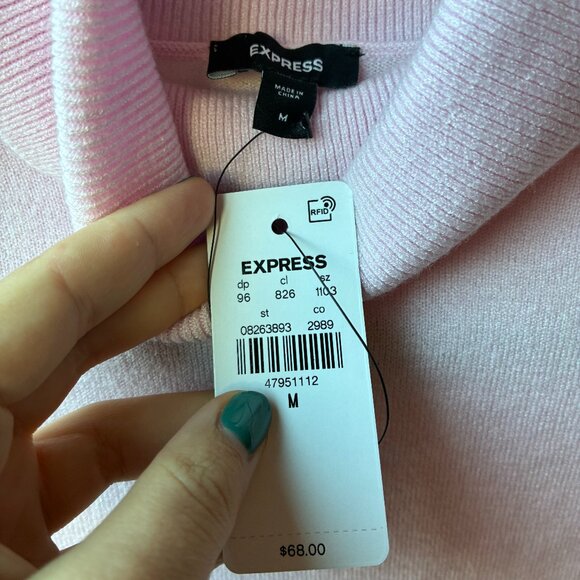 EXPRESS
MADE IN
CHINA
M
RFID
EXPRESS
dp cl sz
96 826 1103
st co
08263893 2989
47951112
M
$68.00